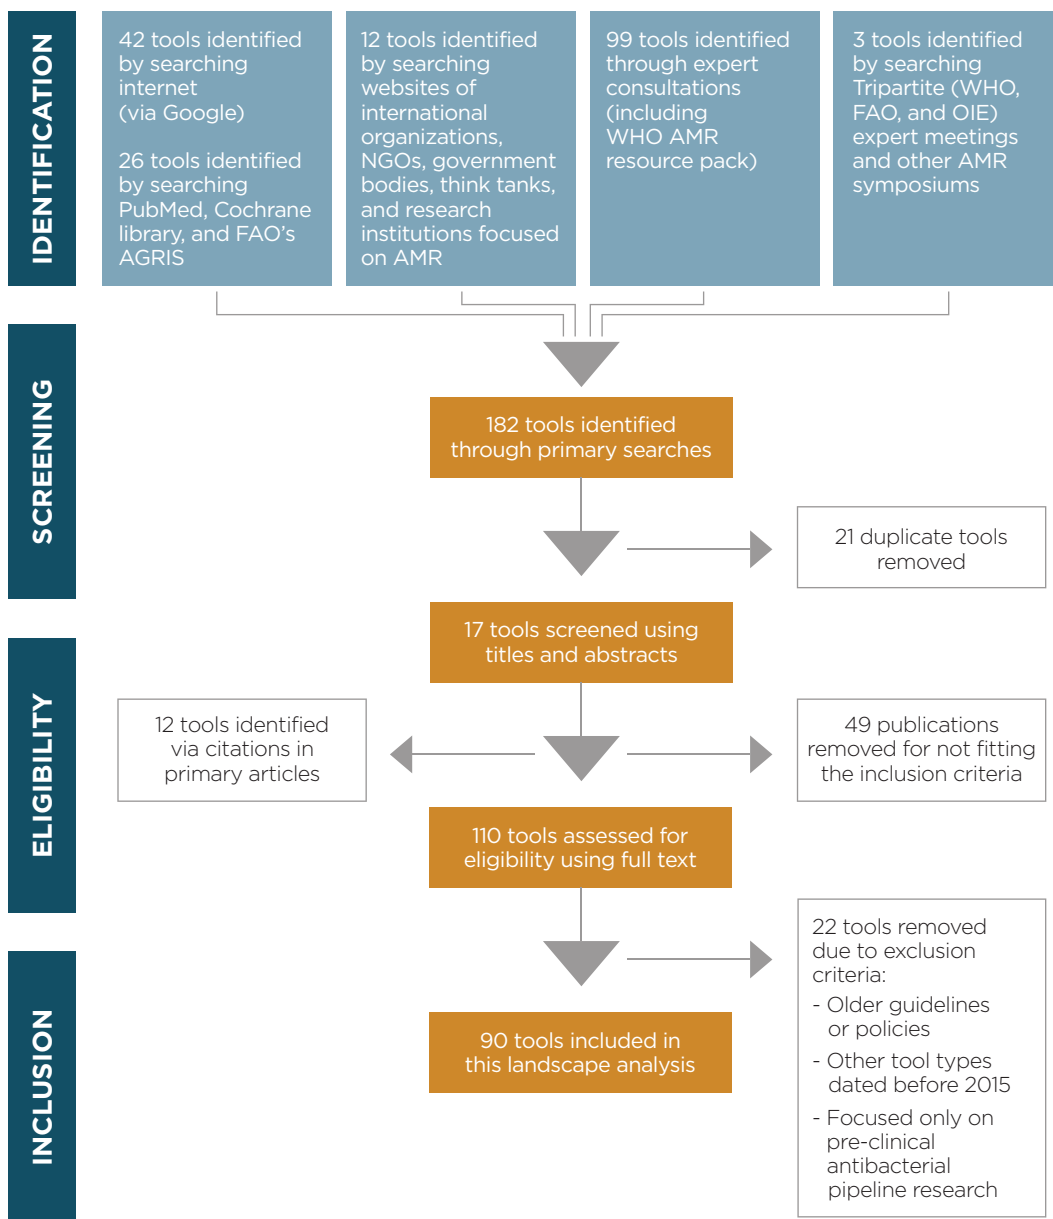 IDENTIFICATION
42 tools identified
by searching
internet
(via Google)
26 tools identified
by searching
PubMed, Cochrane
library, and FAO's
AGRIS
12 tools identified
by searching
websites of
international
organizations,
NGOs, government
bodies, think tanks,
and research
institutions focused
on AMR
99 tools identified
through expert
consultations
(including
WHO AMR
resource pack)
3 tools identified
by searching
Tripartite (WHO,
FAO, and OIE)
expert meetings
and other AMR
symposiums
SCREENING
182 tools identified
through primary searches
21 duplicate tools
removed
17 tools screened using
titles and abstracts
ELIGIBILITY
12 tools identified
via citations in
primary articles
49 publications
removed for not fitting
the inclusion criteria
110 tools assessed for
eligibility using full text
INCLUSION
22 tools removed
due to exclusion
criteria:
- Older guidelines
or policies
- Other tool types
dated before 2015
- Focused only on
pre-clinical
antibacterial
pipeline research
90 tools included in
this landscape analysis